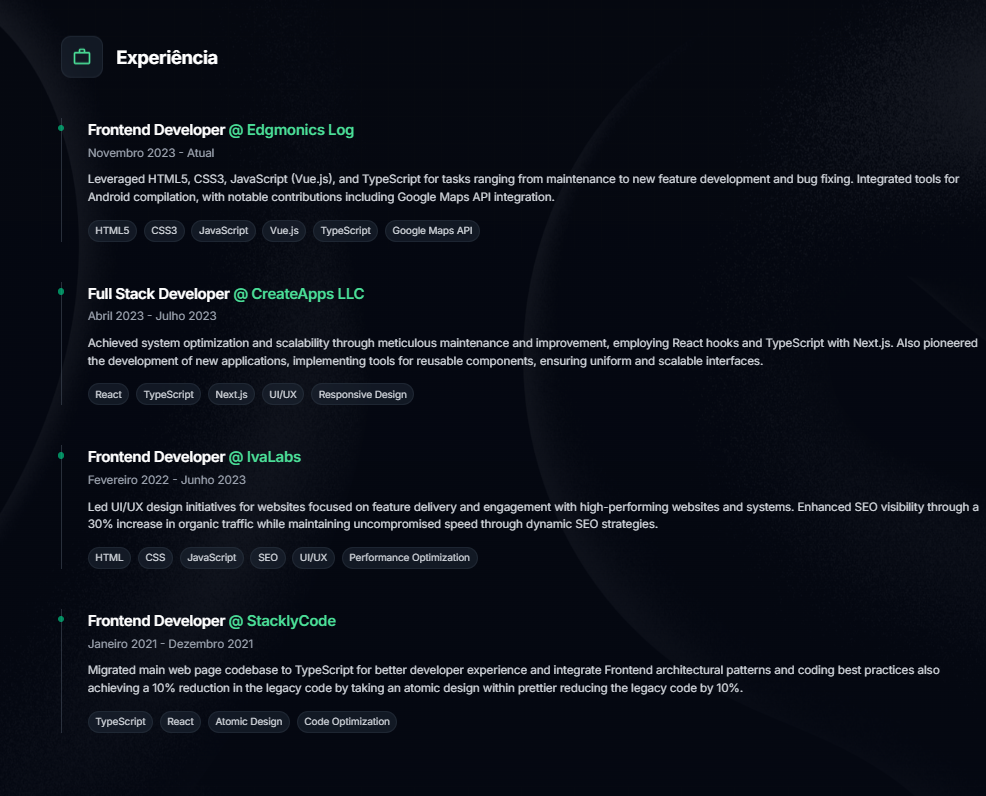 Experiência
Frontend Developer @ Edgmonics Log
Novembro 2023 - Atual
Leveraged HTML5, CSS3, JavaScript (Vue.js), and TypeScript for tasks ranging from maintenance to new feature development and bug fixing. Integrated tools for
Android compilation, with notable contributions including Google Maps API integration.
HTML5 CSS3 JavaScript Vue.js TypeScript Google Maps API
Full Stack Developer @ CreateApps LLC
Abril 2023 - Julho 2023
Achieved system optimization and scalability through meticulous maintenance and improvement, employing React hooks and TypeScript with Next.js. Also pioneered
the development of new applications, implementing tools for reusable components, ensuring uniform and scalable interfaces.
React TypeScript Next.js UI/UX Responsive Design
Frontend Developer @ IvaLabs
Fevereiro 2022 - Junho 2023
Led UI/UX design initiatives for websites focused on feature delivery and engagement with high-performing websites and systems. Enhanced SEO visibility through a
30% increase in organic traffic while maintaining uncompromised speed through dynamic SEO strategies.
HTML CSS JavaScript SEO UI/UX Performance Optimization
Frontend Developer @ StacklyCode
Janeiro 2021 - Dezembro 2021
Migrated main web page codebase to TypeScript for better developer experience and integrate Frontend architectural patterns and coding best practices also
achieving a 10% reduction in the legacy code by taking an atomic design within prettier reducing the legacy code by 10%.
TypeScript React Atomic Design Code Optimization